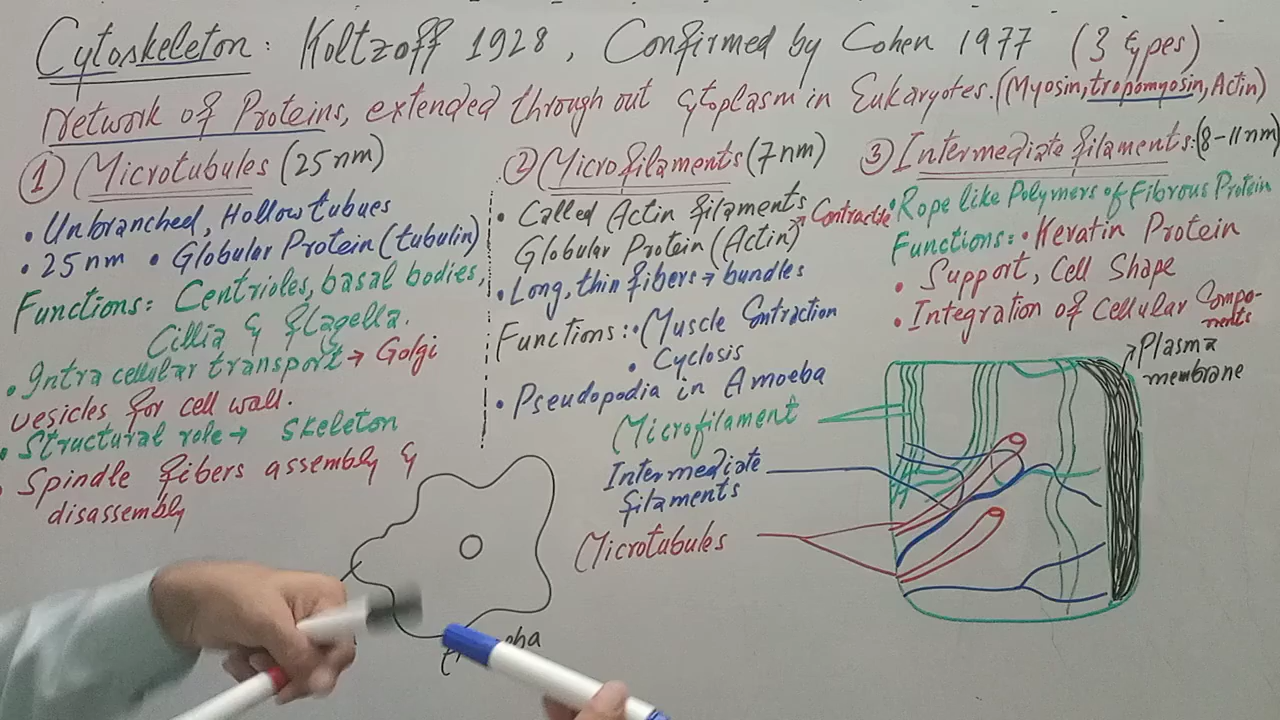 Cytoskeleton: Koltzoff 1928, Confirmed by Cohen 1977 (3 types)
Network of Proteins, extended through out cytoplasm in Eukaryotes. (Myosin, tropomyosin, Actin)
① Microtubules (25nm)
• Unbranched, Hollow tubues
• 25nm • Globular Protein (tubulin)
Functions: Centrioles, basal bodies,
Cillia & flagella.
• Intra cellular transport → Golgi
vesicles for cell wall.
• Structural role → Skeleton
• Spindle fibers assembly &
disassembly
② Microfilaments (7nm)
• Called Actin filaments
Globular Protein (Actin) → Contractile
• Long, thin fibers → bundles
Functions: • Muscle Contraction
• Cyclosis
• Pseudopodia in Amoeba
③ Intermediate filaments: (8-11nm)
• Rope like Polymers of Fibrous Protein
Functions: • Keratin Protein
• Support, Cell Shape
• Integration of Cellular Compo-
nents
Plasma
membrane
Microfilament
Intermediate
filaments
Microtubules